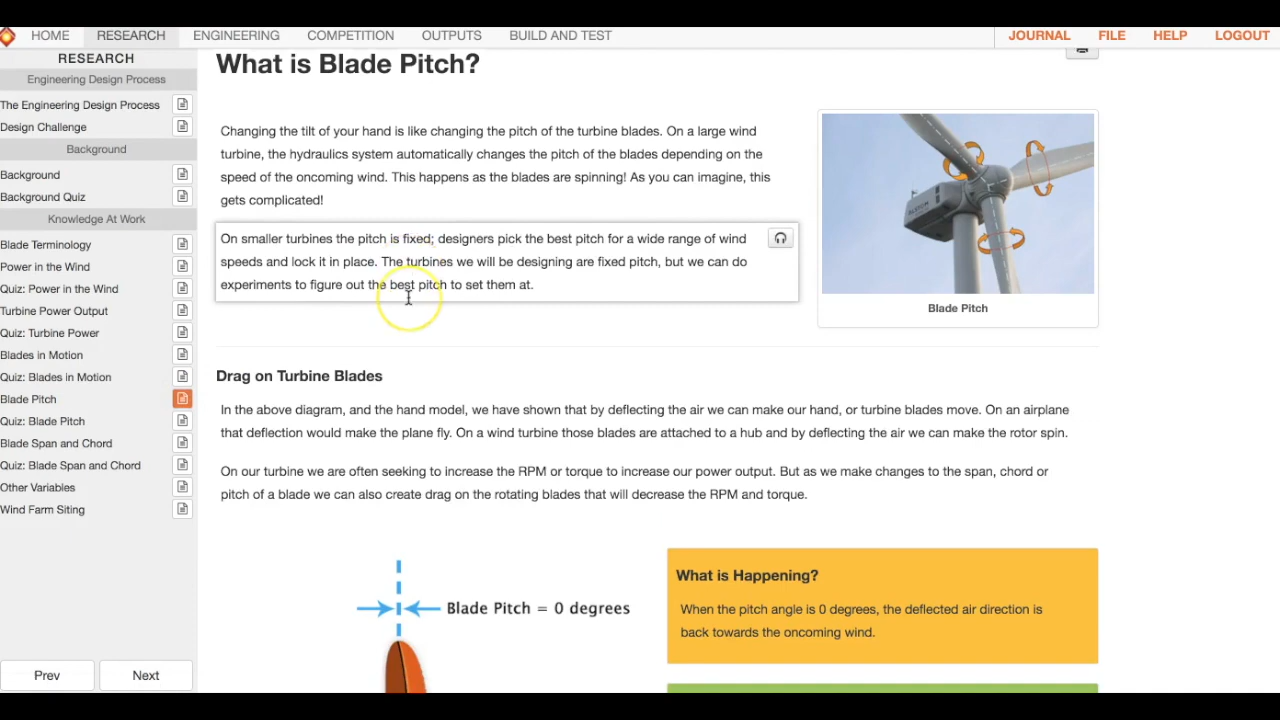 HOME RESEARCH ENGINEERING COMPETITION OUTPUTS BUILD AND TEST JOURNAL FILE HELP LOGOUT
RESEARCH
Engineering Design Process
The Engineering Design Process
Design Challenge
Background
Background
Background Quiz
Knowledge At Work
Blade Terminology
Power in the Wind
Quiz: Power in the Wind
Turbine Power Output
Quiz: Turbine Power
Blades in Motion
Quiz: Blades in Motion
Blade Pitch
Quiz: Blade Pitch
Blade Span and Chord
Quiz: Blade Span and Chord
Other Variables
Wind Farm Siting
Prev Next
What is Blade Pitch?
Changing the tilt of your hand is like changing the pitch of the turbine blades. On a large wind
turbine, the hydraulics system automatically changes the pitch of the blades depending on the
speed of the oncoming wind. This happens as the blades are spinning! As you can imagine, this
gets complicated!
On smaller turbines the pitch is fixed; designers pick the best pitch for a wide range of wind
speeds and lock it in place. The turbines we will be designing are fixed pitch, but we can do
experiments to figure out the best pitch to set them at.
ALSTOM
Blade Pitch
Drag on Turbine Blades
In the above diagram, and the hand model, we have shown that by deflecting the air we can make our hand, or turbine blades move. On an airplane
that deflection would make the plane fly. On a wind turbine those blades are attached to a hub and by deflecting the air we can make the rotor spin.
On our turbine we are often seeking to increase the RPM or torque to increase our power output. But as we make changes to the span, chord or
pitch of a blade we can also create drag on the rotating blades that will decrease the RPM and torque.
Blade Pitch = 0 degrees
What is Happening?
When the pitch angle is 0 degrees, the deflected air direction is
back towards the oncoming wind.